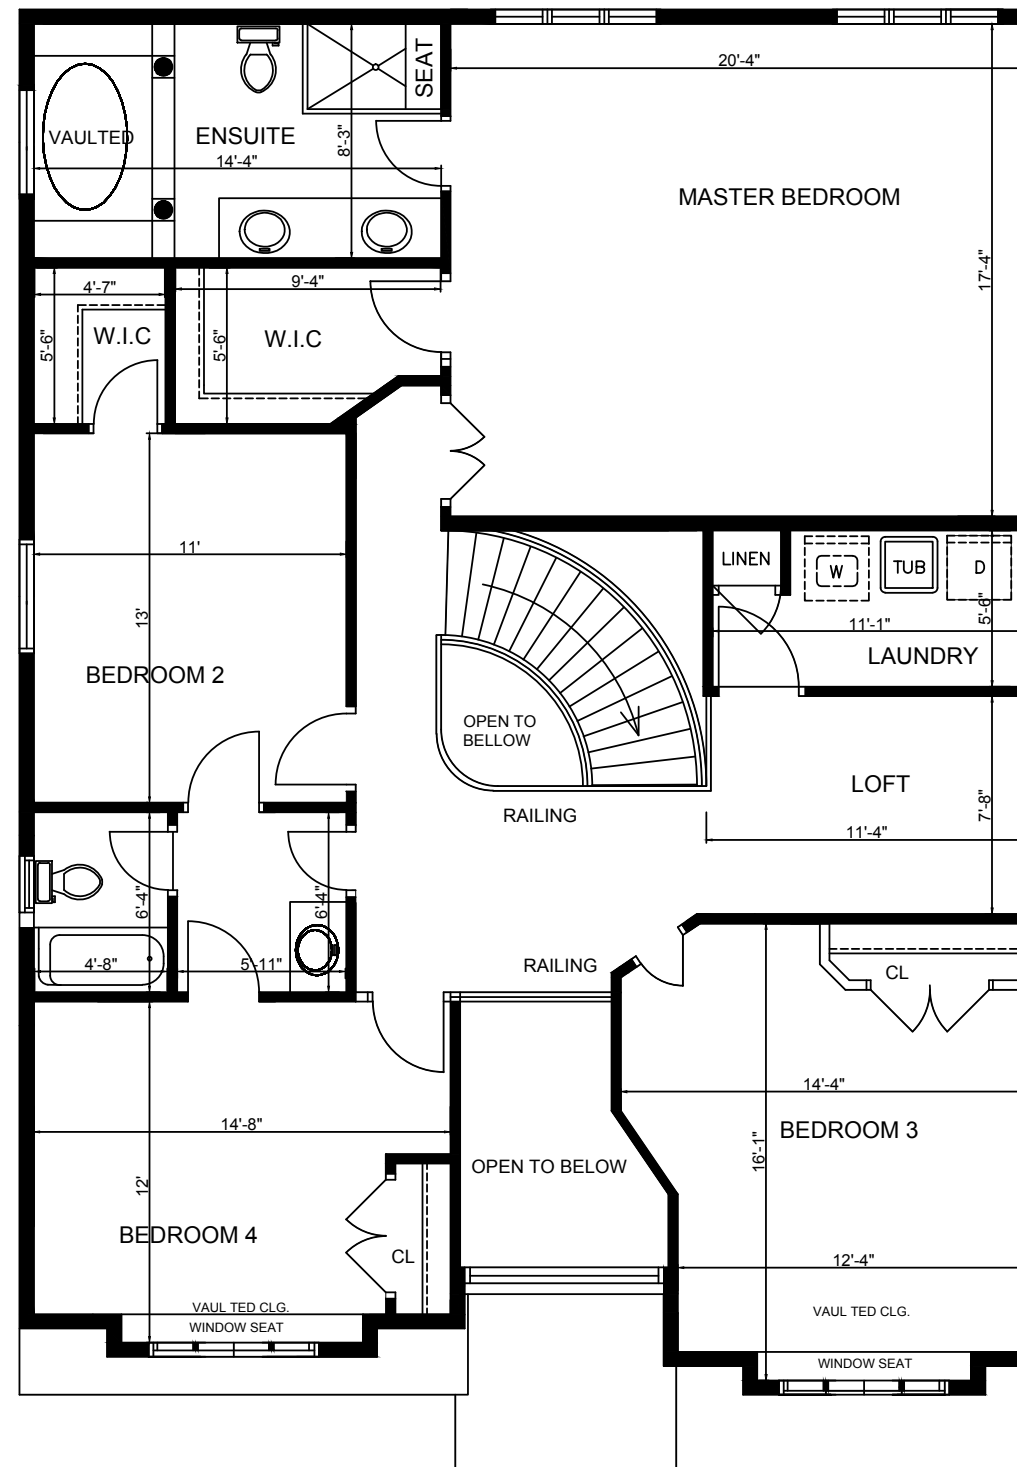 SEAT
20'-4"
VAULTED
ENSUITE
8'-3"
14'-4"
MASTER BEDROOM
17'-4"
4'-7"
9'-4"
W.I.C
W.I.C
5'-6"
5'-6"
11'
13'
LINEN
W
TUB
D
5'-6"
11'-1"
LAUNDRY
BEDROOM 2
OPEN TO
BELLOW
LOFT
RAILING
7'-8"
11'-4"
6'-4"
6'-4"
4'-8"
5'-11"
RAILING
CL
14'-4"
14'-8"
BEDROOM 3
16'-1"
OPEN TO BELOW
12'
BEDROOM 4
CL
12'-4"
VAUL TED CLG.
VAUL TED CLG.
WINDOW SEAT
WINDOW SEAT